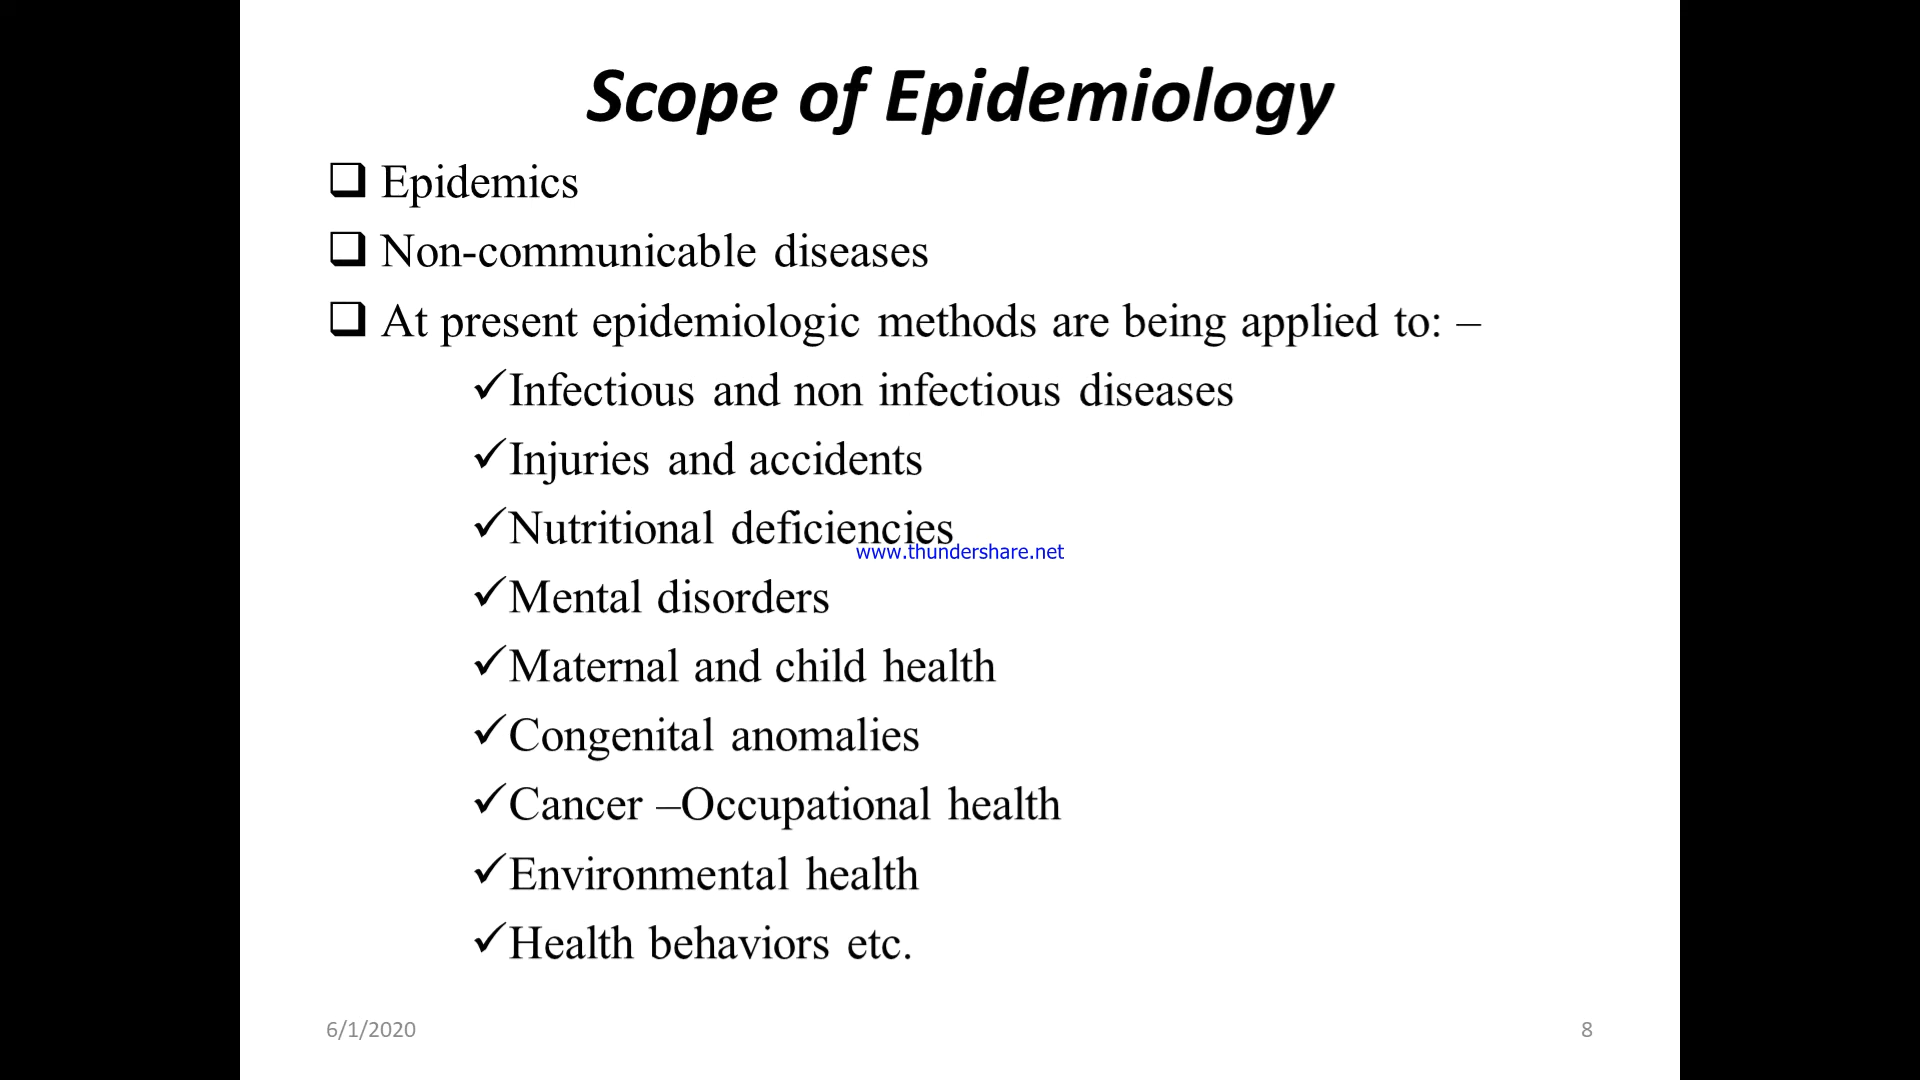 Scope of Epidemiology
❑ Epidemics
❑ Non-communicable diseases
❑ At present epidemiologic methods are being applied to: –
✓Infectious and non infectious diseases
✓Injuries and accidents
✓Nutritional deficiencies
www.thundershare.net
✓Mental disorders
✓Maternal and child health
✓Congenital anomalies
✓Cancer –Occupational health
✓Environmental health
✓Health behaviors etc.
6/1/2020
8